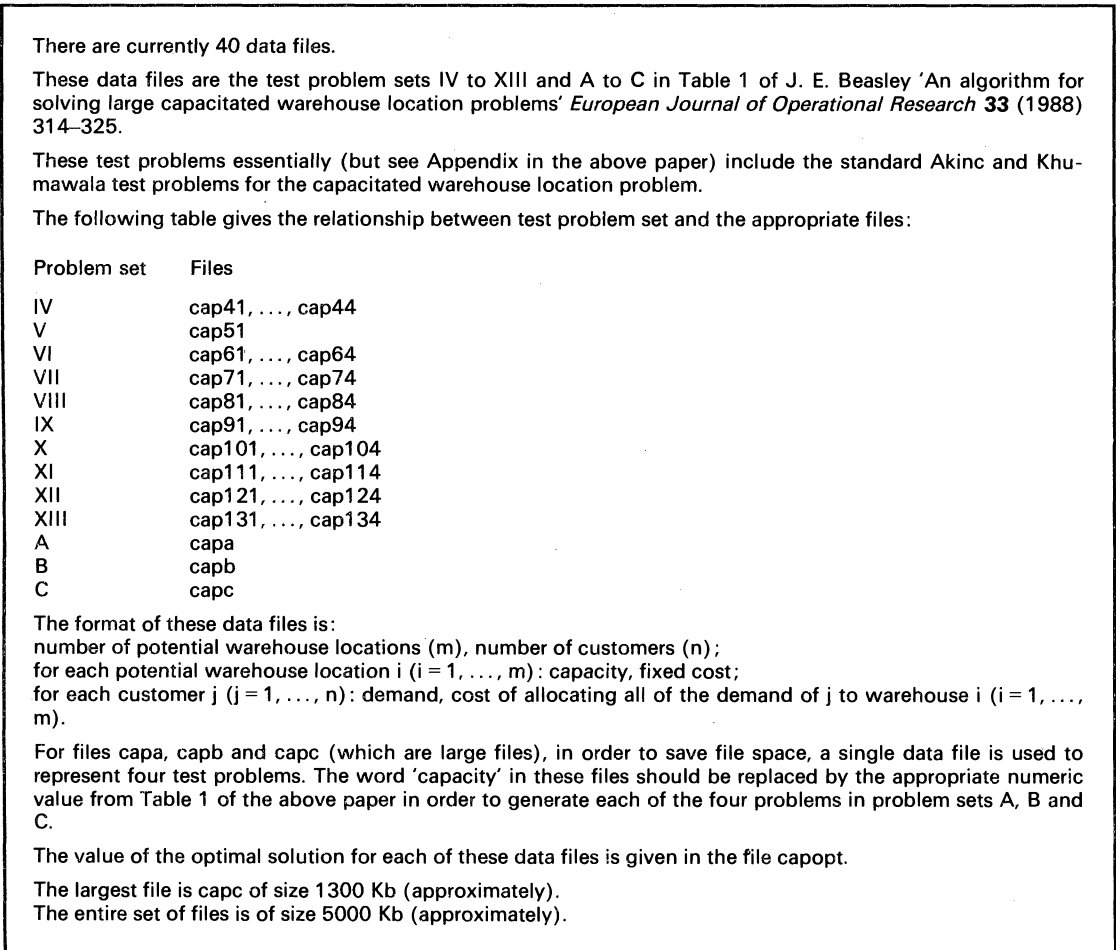 There are currently 40 data files.
These data files are the test problem sets IV to XIII and A to C in Table 1 of J. E. Beasley 'An algorithm for
solving large capacitated warehouse location problems' European Journal of Operational Research 33 (1988)
314–325.
These test problems essentially (but see Appendix in the above paper) include the standard Akinc and Khu-
mawala test problems for the capacitated warehouse location problem.
The following table gives the relationship between test problem set and the appropriate files:
Problem set Files
IV cap41, ..., cap44
V cap51
VI cap61, ..., cap64
VII cap71, ..., cap74
VIII cap81, ..., cap84
IX cap91, ..., cap94
X cap101, ..., cap104
XI cap111, ..., cap114
XII cap121, ..., cap124
XIII cap131, ..., cap134
A capa
B capb
C capc
The format of these data files is:
number of potential warehouse locations (m), number of customers (n);
for each potential warehouse location i (i = 1, ..., m): capacity, fixed cost;
for each customer j (j = 1, ..., n): demand, cost of allocating all of the demand of j to warehouse i (i = 1, ...,
m).
For files capa, capb and capc (which are large files), in order to save file space, a single data file is used to
represent four test problems. The word 'capacity' in these files should be replaced by the appropriate numeric
value from Table 1 of the above paper in order to generate each of the four problems in problem sets A, B and
C.
The value of the optimal solution for each of these data files is given in the file capopt.
The largest file is capc of size 1300 Kb (approximately).
The entire set of files is of size 5000 Kb (approximately).